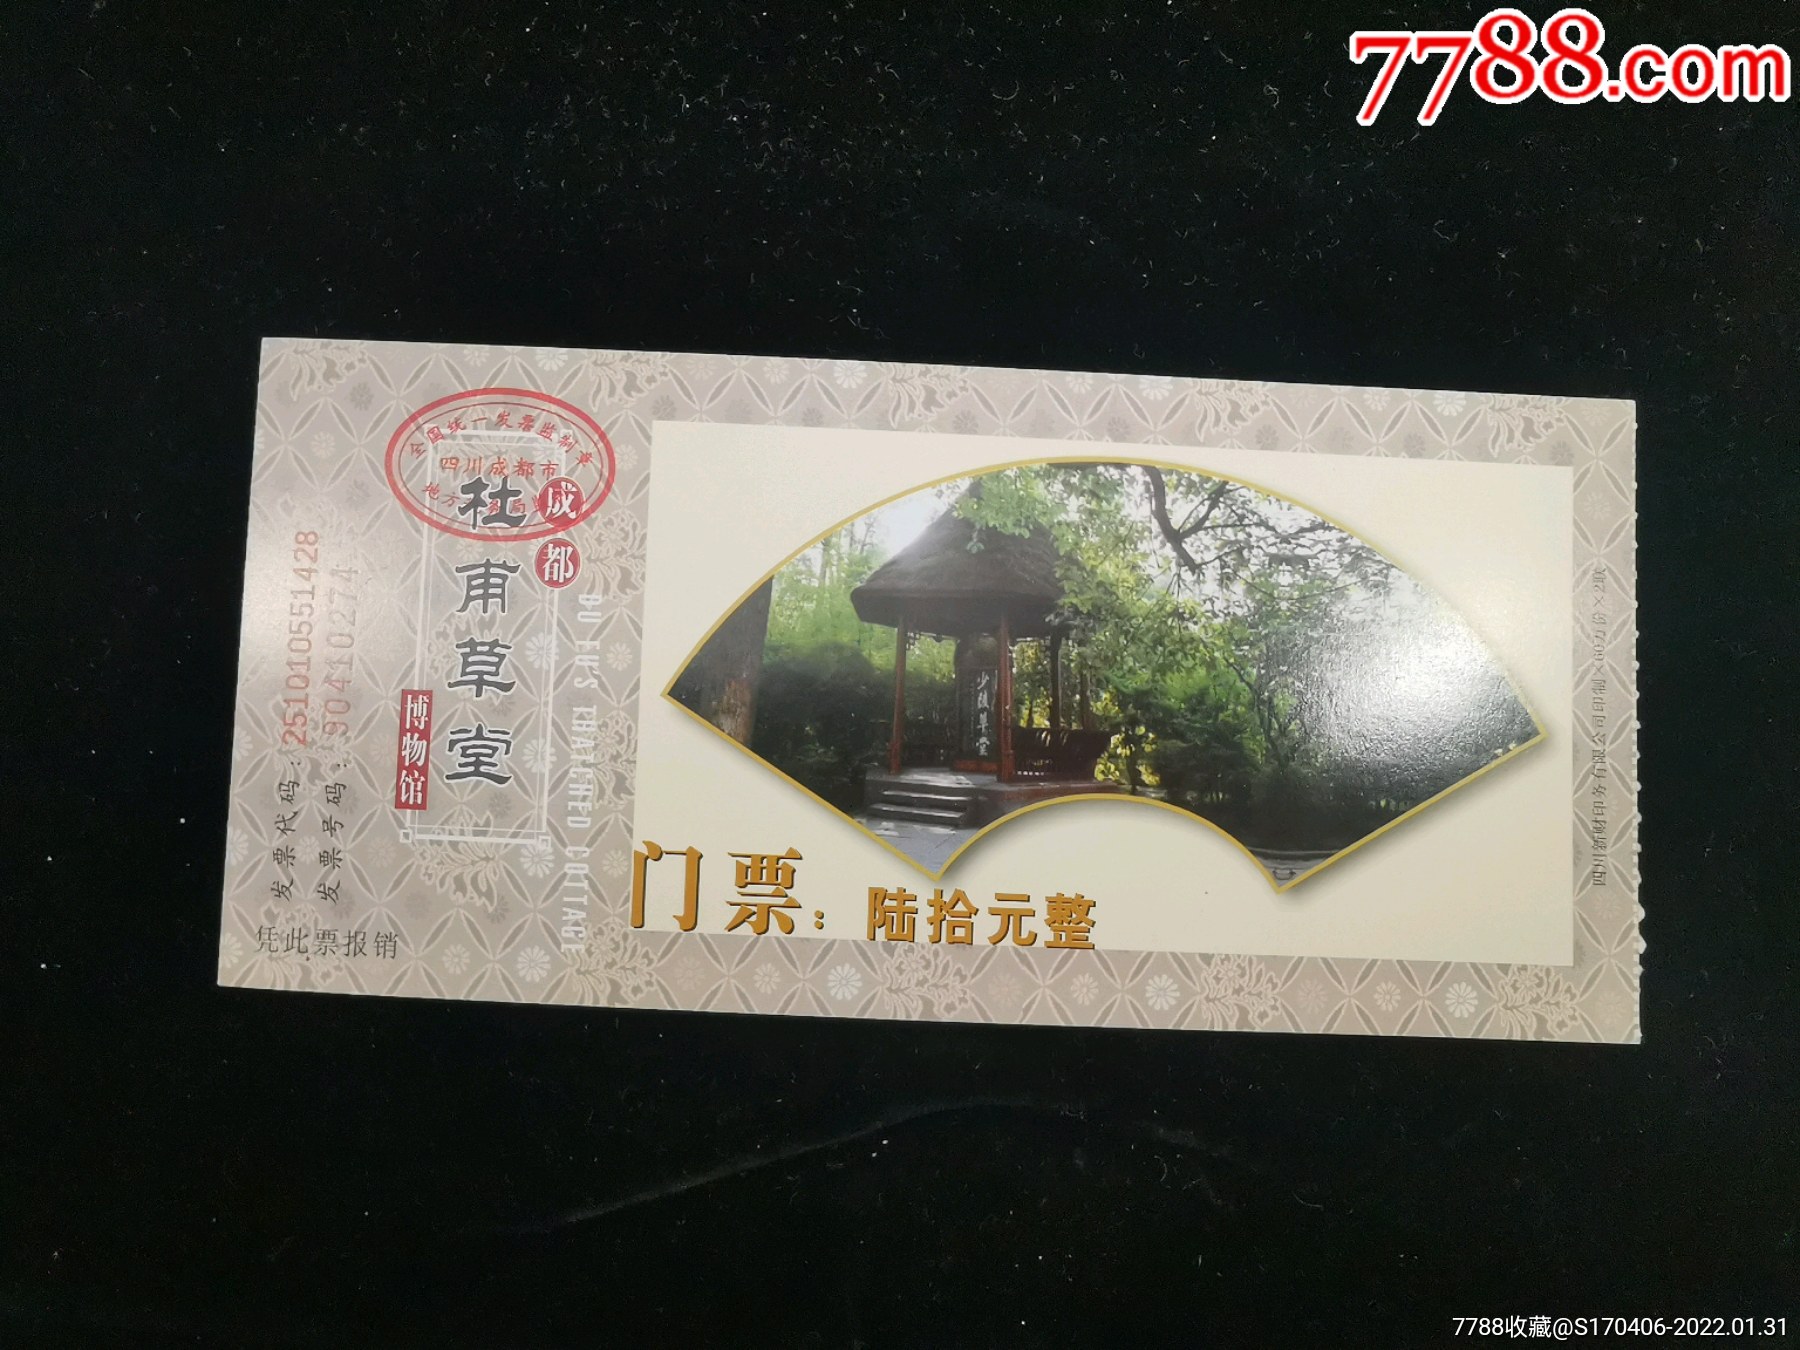 7788.com
全国统一发票监制章
四川成都市
成都
杜甫草堂
博物馆
DU FU'S THATCHED COTTAGE
发票代码：251010551428
发票号码：90410274
凭此票报销
少陵草堂
门票：陆拾元整
7788收藏@S170406-2022.01.31